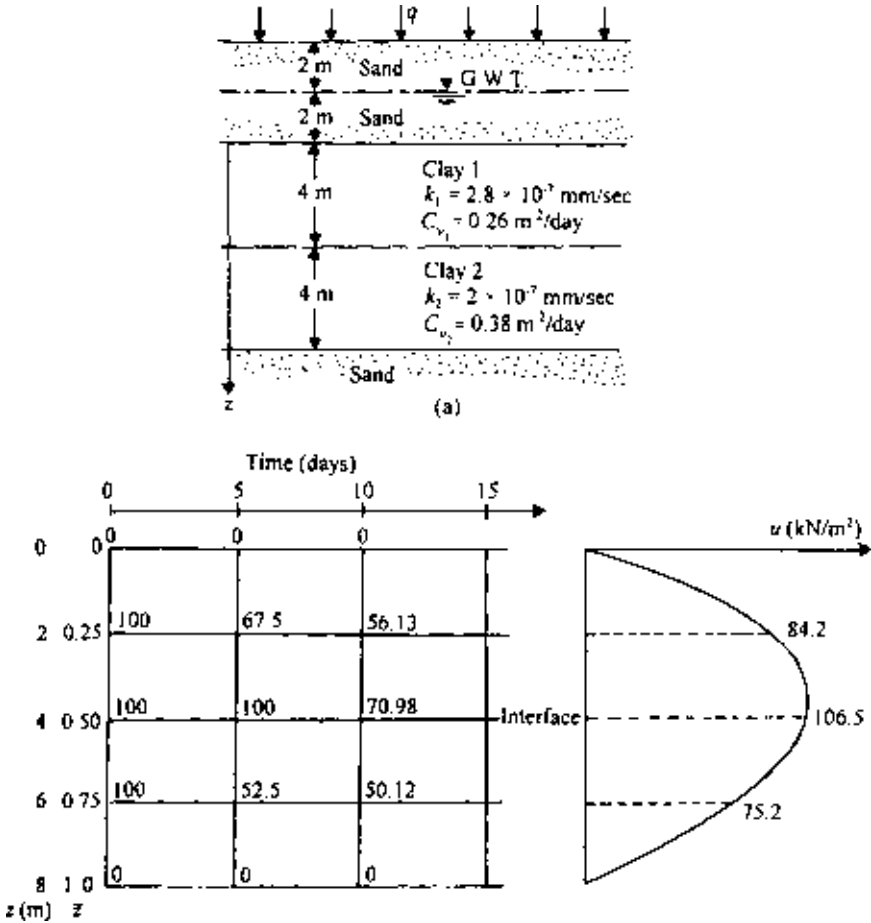 q
2 m Sand
G W T
2 m Sand
Clay 1
4 m k₁ = 2.8 × 10⁻⁷ mm/sec
Cᵥ₁ = 0.26 m²/day
Clay 2
4 m k₂ = 2 × 10⁻⁷ mm/sec
Cᵥ₂ = 0.38 m²/day
Sand
z
(a)
Time (days)
0 5 10 15
0 0 0
u (kN/m²)
0 0
100 67.5 56.13
2 0.25
84.2
100 100 70.98
4 0 50 Interface
106.5
100 52.5 50.12
6 0.75
75.2
0 0 0
8 1 0
z (m) z̄